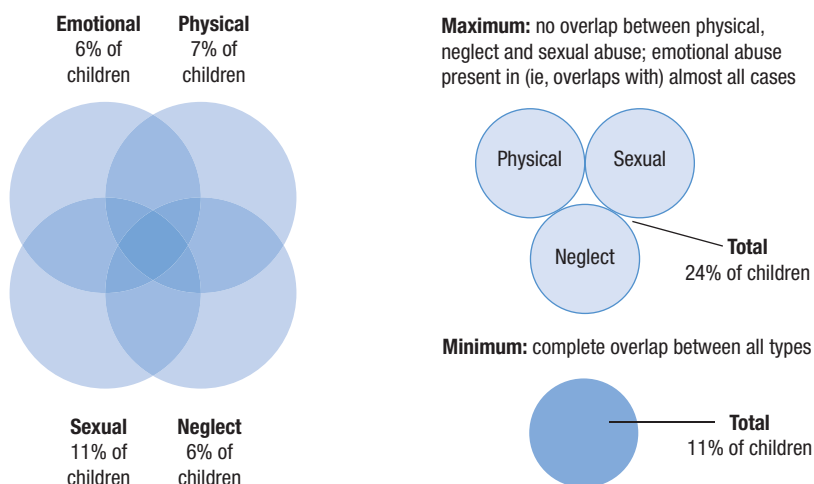 Emotional
6% of
children
Physical
7% of
children
Sexual
11% of
children
Neglect
6% of
children
Maximum: no overlap between physical,
neglect and sexual abuse; emotional abuse
present in (ie, overlaps with) almost all cases
Physical
Sexual
Neglect
Total
24% of children
Minimum: complete overlap between all types
Total
11% of children